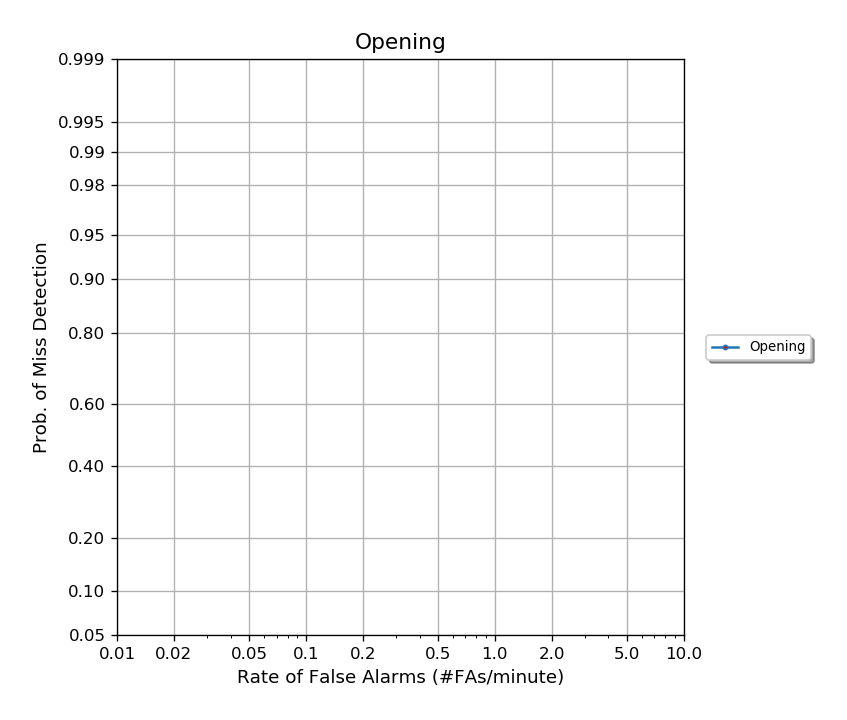 Opening
0.999
0.995
0.99
0.98
0.95
0.90
0.80
0.60
0.40
0.20
0.10
0.05
Prob. of Miss Detection
0.01 0.02 0.05 0.1 0.2 0.5 1.0 2.0 5.0 10.0
Rate of False Alarms (#FAs/minute)
Opening